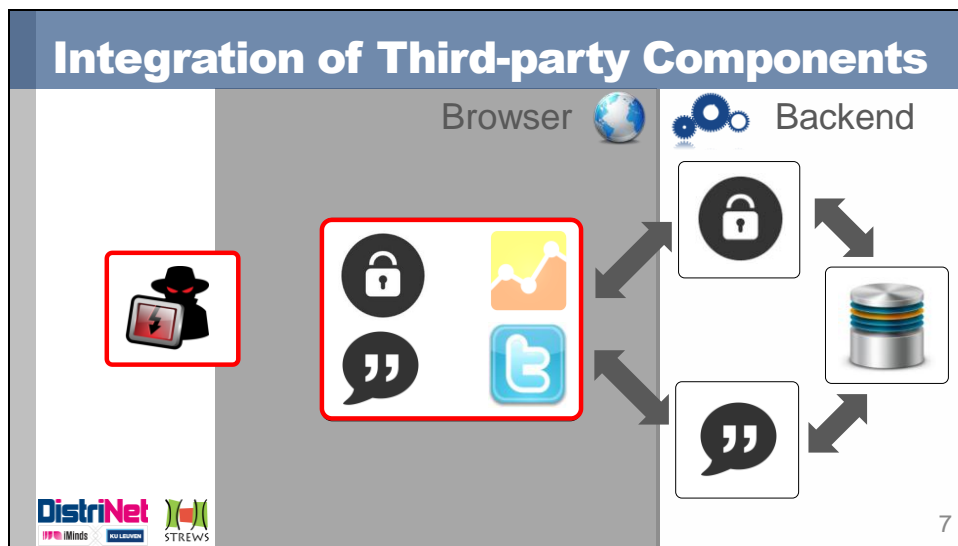 Integration of Third-party Components
Browser
Backend
DistriNet
iMinds
KU LEUVEN
STREWS
7